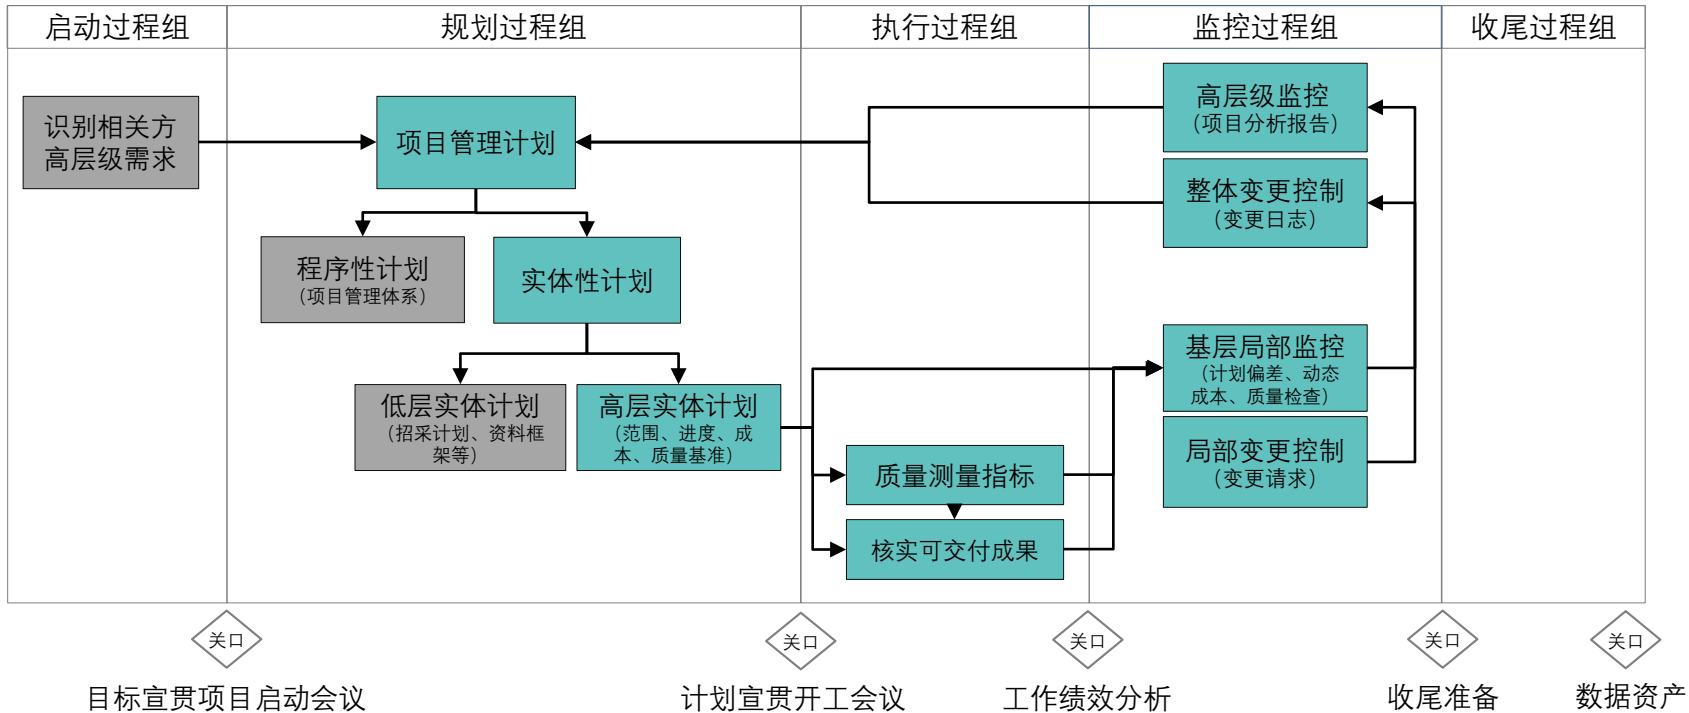 启动过程组
规划过程组
执行过程组
监控过程组
收尾过程组
识别相关方
高层级需求
项目管理计划
程序性计划
（项目管理体系）
实体性计划
低层实体计划
（招采计划、资料框
架等）
高层实体计划
（范围、进度、成
本、质量基准）
质量测量指标
核实可交付成果
高层级监控
（项目分析报告）
整体变更控制
（变更日志）
基层局部监控
（计划偏差、动态
成本、质量检查）
局部变更控制
（变更请求）
关口
关口
关口
关口
关口
目标宣贯项目启动会议
计划宣贯开工会议
工作绩效分析
收尾准备
数据资产